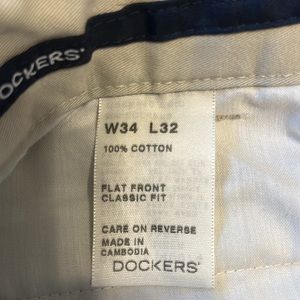 DOCKERS®
W34 L32
100% COTTON
FLAT FRONT
CLASSIC FIT
CARE ON REVERSE
MADE IN
CAMBODIA
DOCKERS®